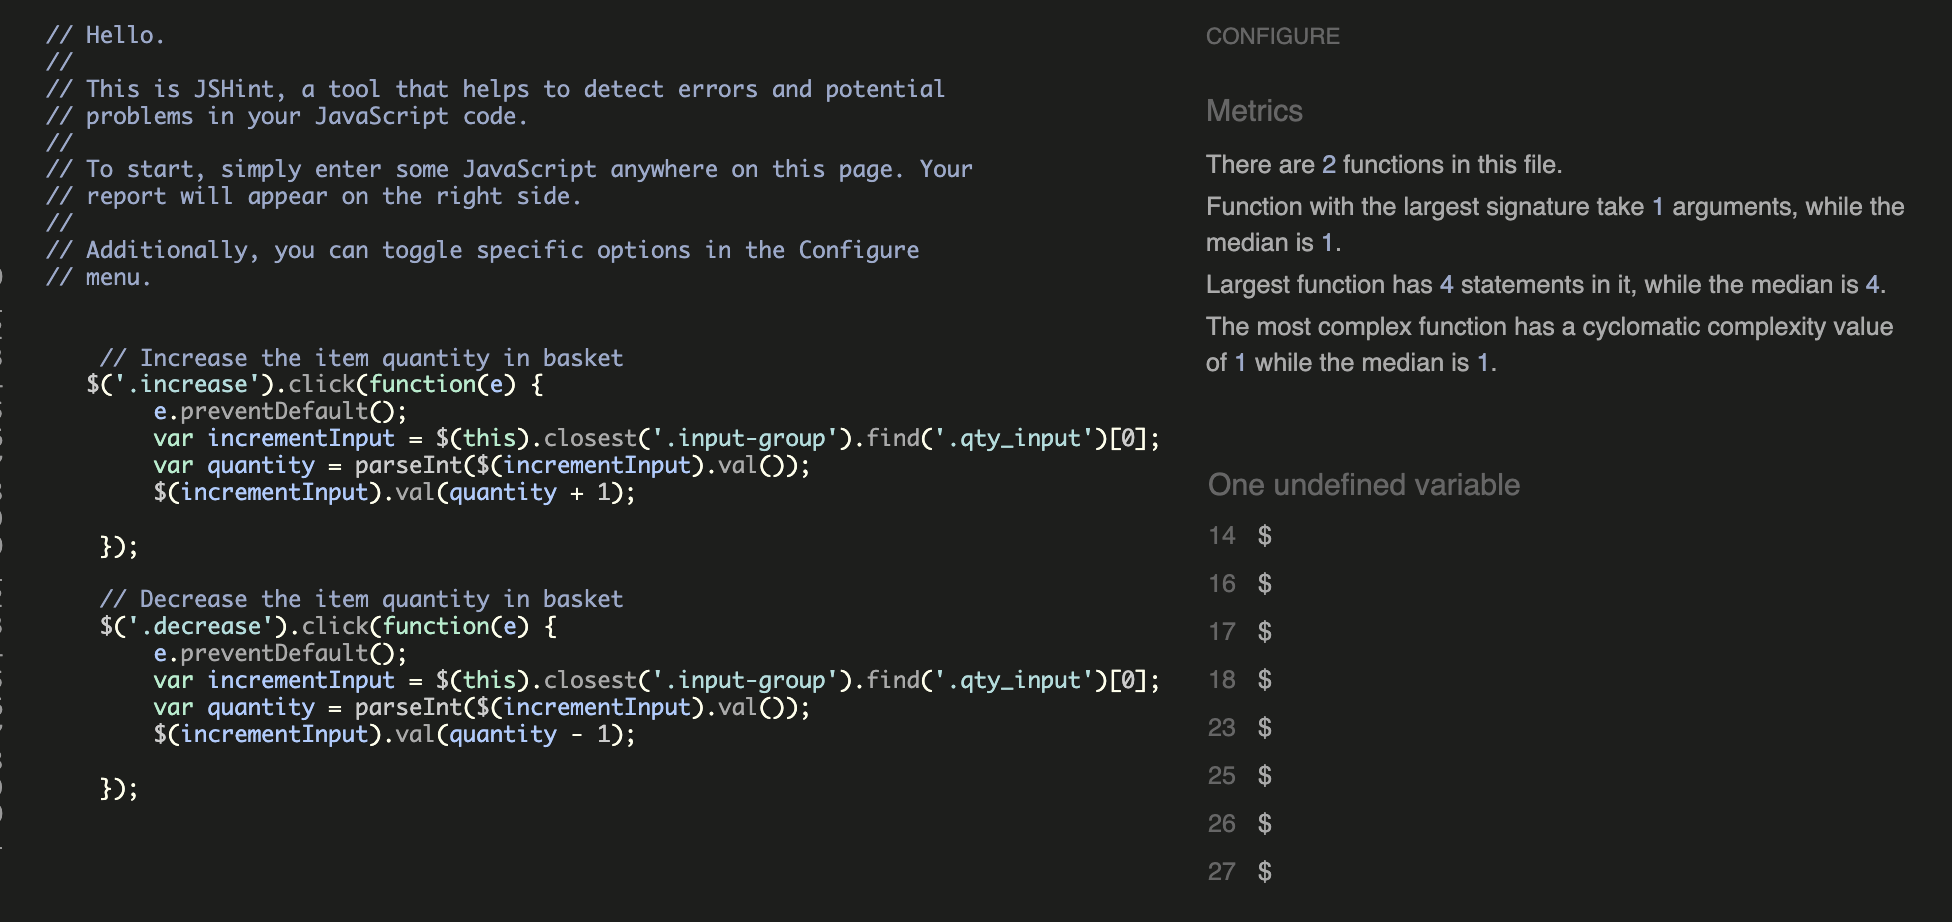 // Hello.
//
// This is JSHint, a tool that helps to detect errors and potential
// problems in your JavaScript code.
//
// To start, simply enter some JavaScript anywhere on this page. Your
// report will appear on the right side.
//
// Additionally, you can toggle specific options in the Configure
// menu.
// Increase the item quantity in basket
$('.increase').click(function(e) {
e.preventDefault();
var incrementInput = $(this).closest('.input-group').find('.qty_input')[0];
var quantity = parseInt($(incrementInput).val());
$(incrementInput).val(quantity + 1);
});
// Decrease the item quantity in basket
$('.decrease').click(function(e) {
e.preventDefault();
var incrementInput = $(this).closest('.input-group').find('.qty_input')[0];
var quantity = parseInt($(incrementInput).val());
$(incrementInput).val(quantity - 1);
});
CONFIGURE
Metrics
There are 2 functions in this file.
Function with the largest signature take 1 arguments, while the
median is 1.
Largest function has 4 statements in it, while the median is 4.
The most complex function has a cyclomatic complexity value
of 1 while the median is 1.
One undefined variable
14 $
16 $
17 $
18 $
23 $
25 $
26 $
27 $